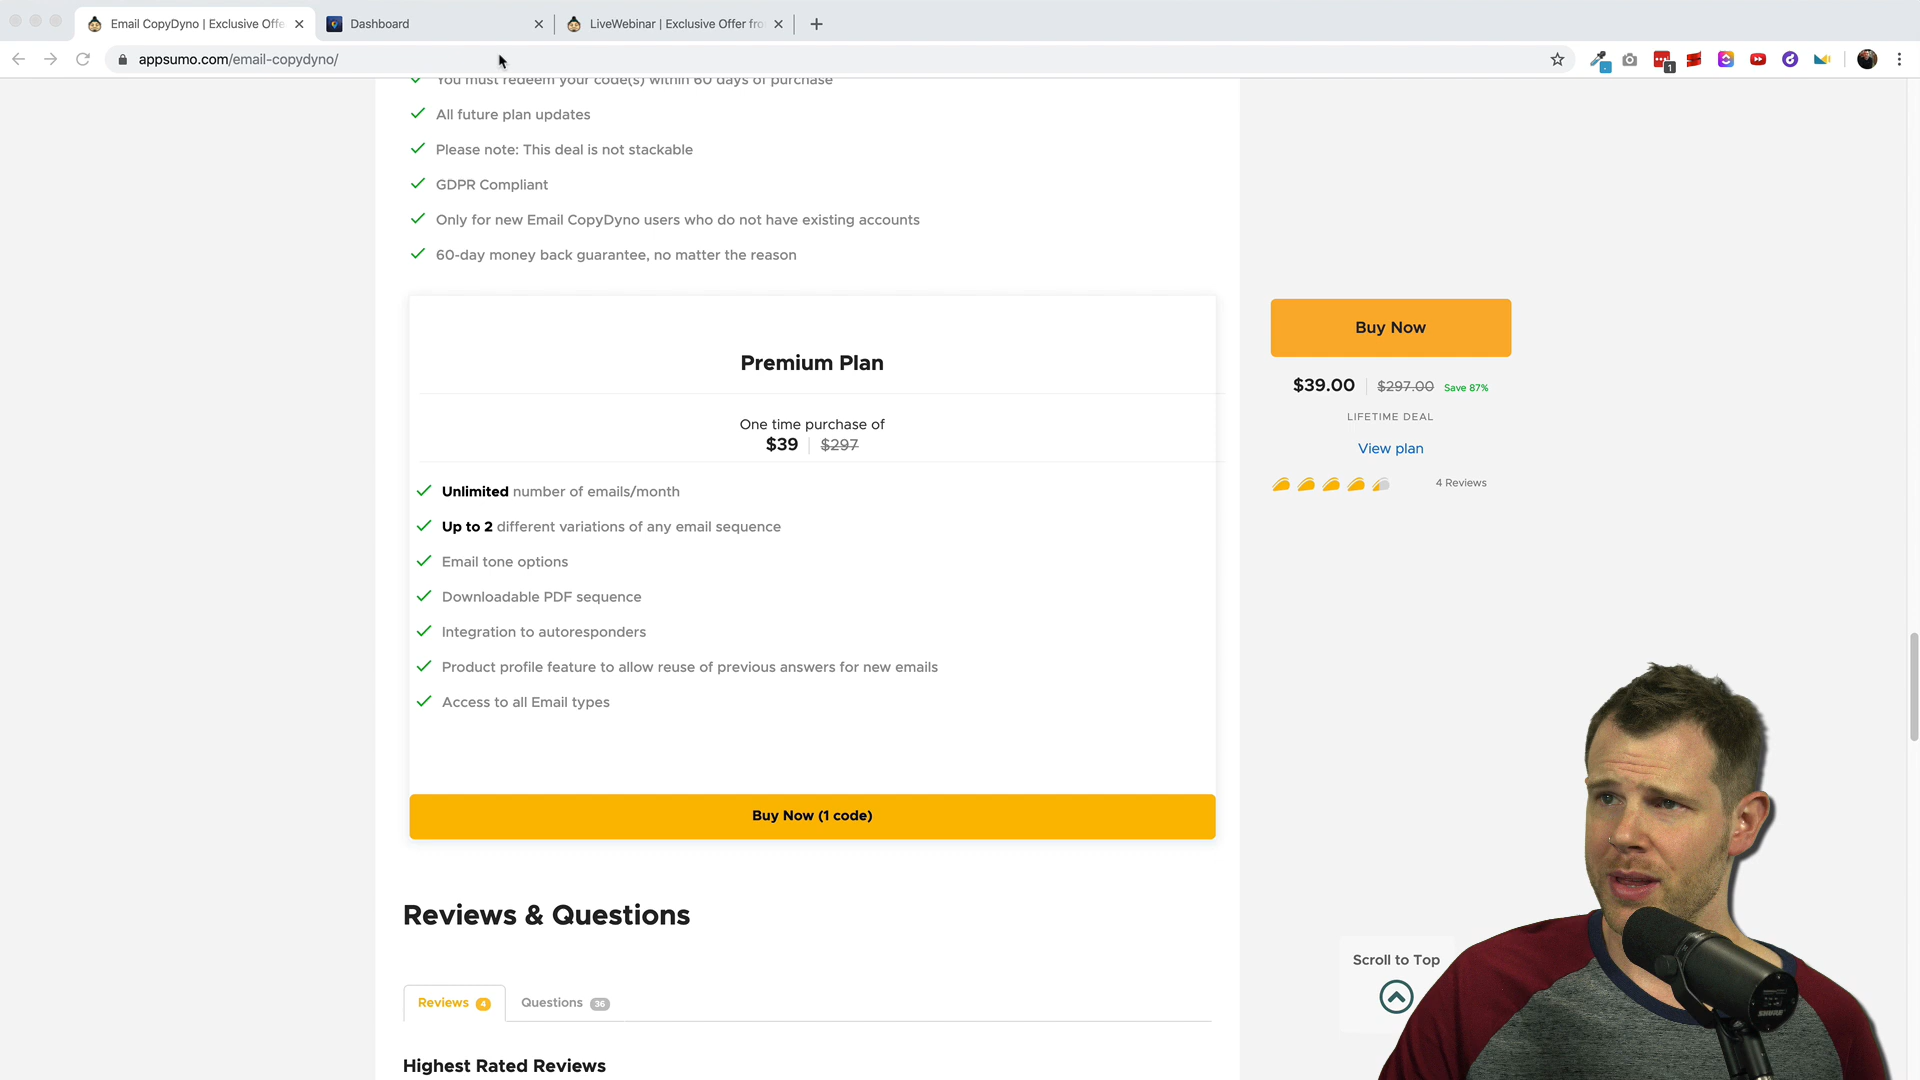 Email CopyDyno | Exclusive Offe
Dashboard
LiveWebinar | Exclusive Offer fro
appsumo.com/email-copydyno/
1
You must redeem your code(s) within 60 days of purchase
All future plan updates
Please note: This deal is not stackable
GDPR Compliant
Only for new Email CopyDyno users who do not have existing accounts
60-day money back guarantee, no matter the reason
Premium Plan
One time purchase of
$39 | $297
Unlimited number of emails/month
Up to 2 different variations of any email sequence
Email tone options
Downloadable PDF sequence
Integration to autoresponders
Product profile feature to allow reuse of previous answers for new emails
Access to all Email types
Buy Now (1 code)
Buy Now
$39.00 | $297.00 Save 87%
LIFETIME DEAL
View plan
4 Reviews
Reviews & Questions
Reviews 4
Questions 36
Highest Rated Reviews
Scroll to Top
SHURE